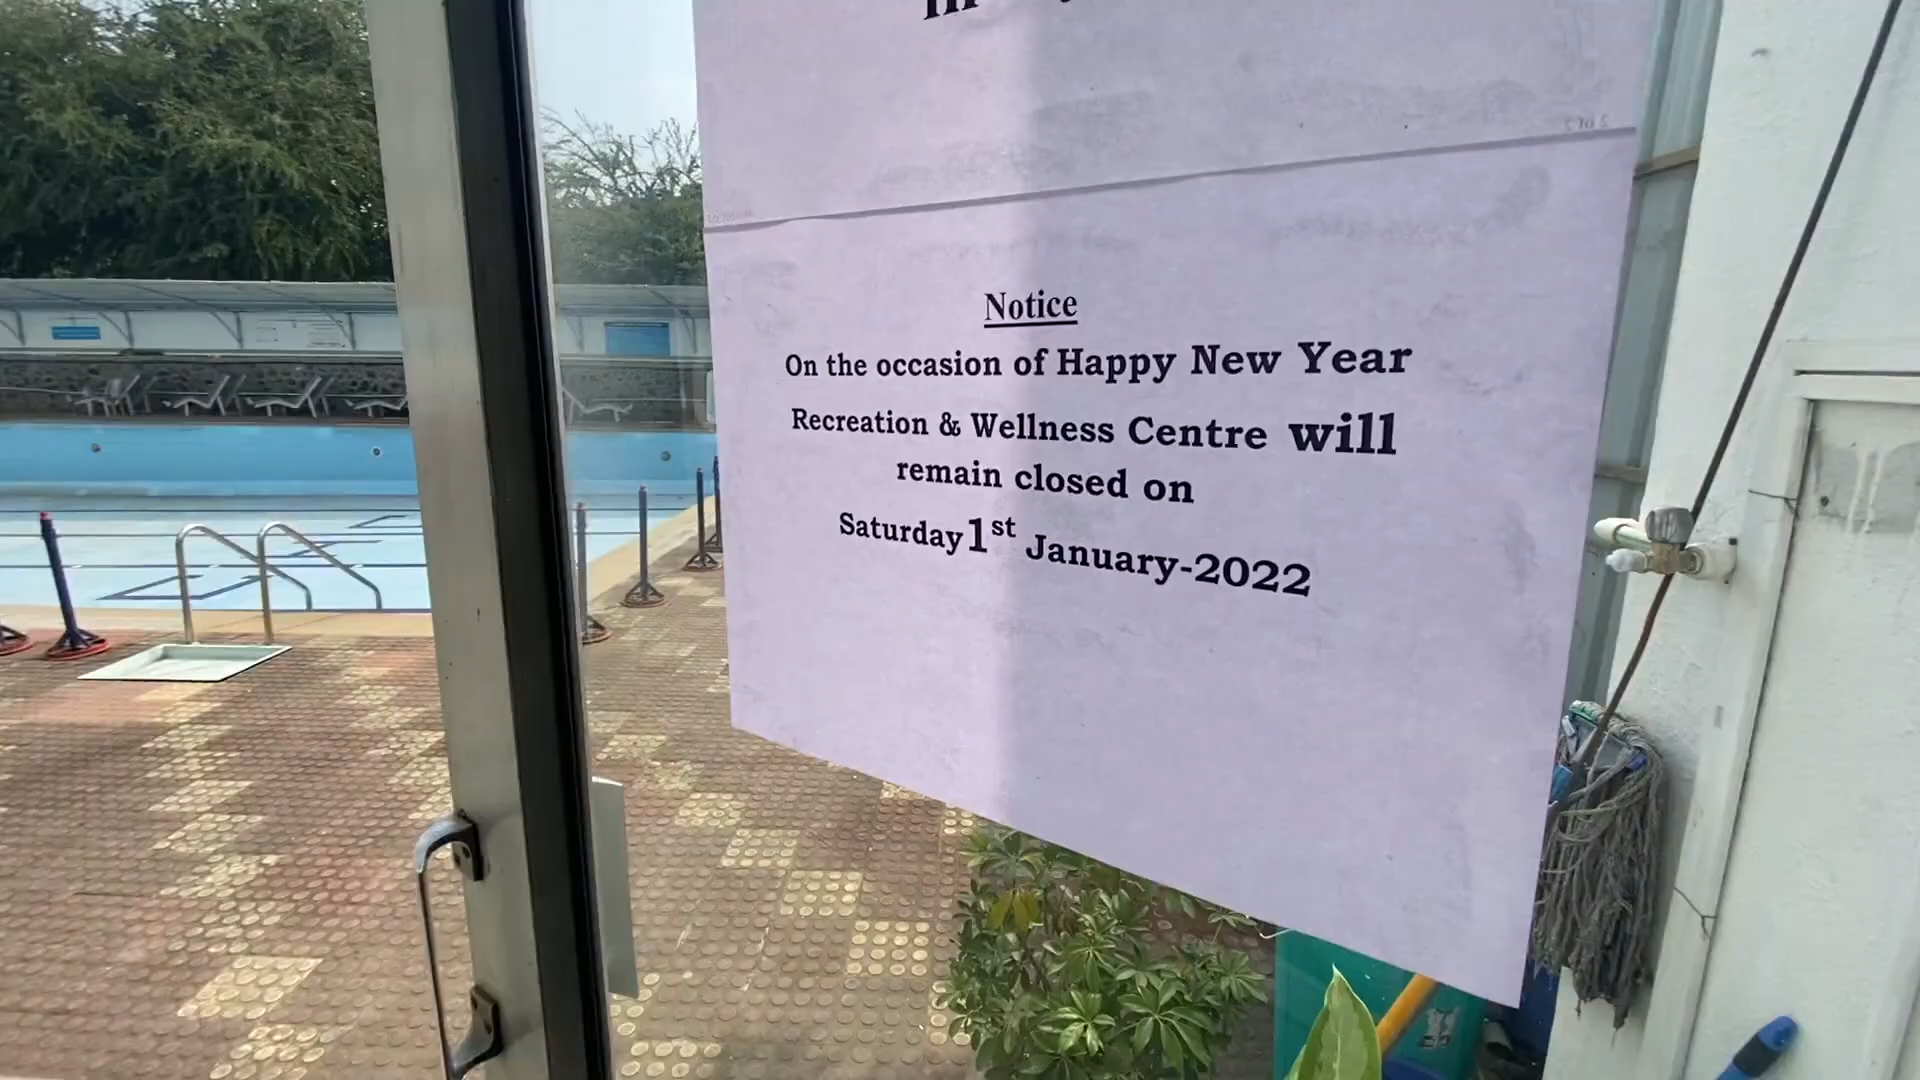 Notice
On the occasion of Happy New Year
Recreation & Wellness Centre will
remain closed on
Saturday 1st January-2022